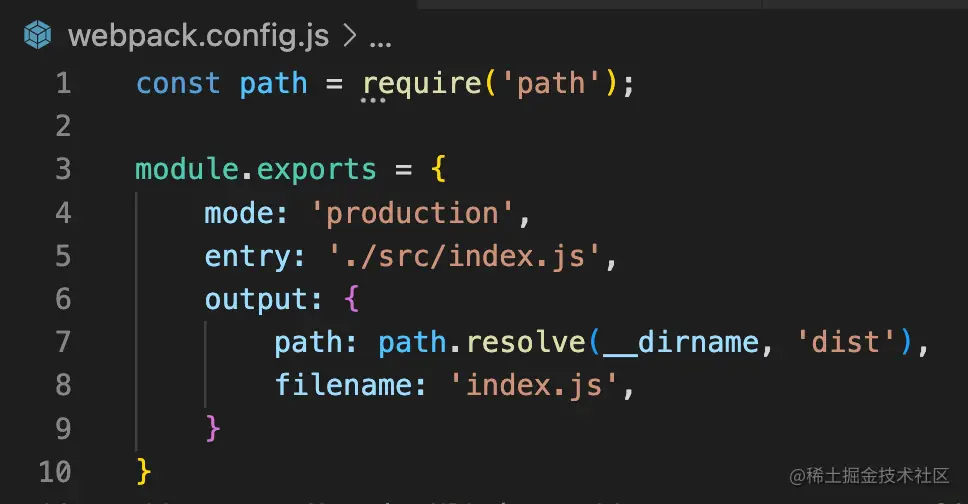 webpack.config.js > ...
1 const path = require('path');
2
3 module.exports = {
4     mode: 'production',
5     entry: './src/index.js',
6     output: {
7         path: path.resolve(__dirname, 'dist'),
8         filename: 'index.js',
9     }
10 }
@稀土掘金技术社区